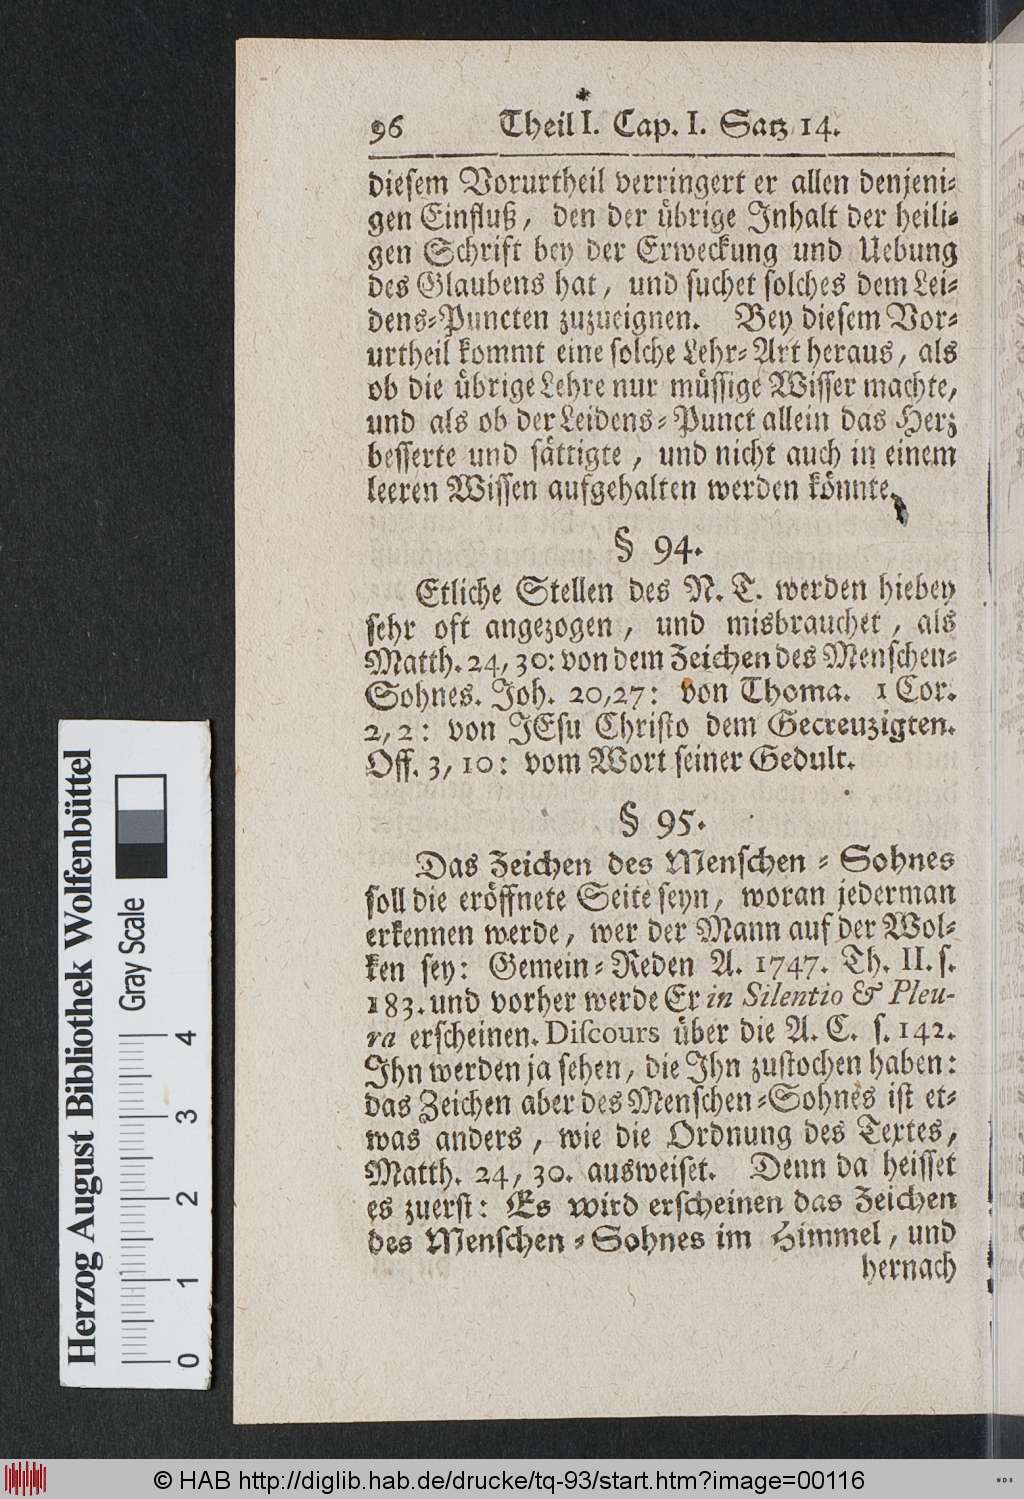 96 Theil I. Cap. I. Satz 14.
diesem Vorurtheil verringert er allen denjeni-
gen Einfluß, den der übrige Inhalt der heili-
gen Schrift bey der Erweckung und Uebung
des Glaubens hat, und suchet solches dem Lei-
dens-Puncten zuzueignen. Bey diesem Vor-
urtheil kommt eine solche Lehr-Art heraus, als
ob die übrige Lehre nur müssige Wisser machte,
und als ob der Leidens-Punct allein das Herz
besserte und sättigte, und nicht auch in einem
leeren Wissen aufgehalten werden könnte.
§ 94.
Etliche Stellen des N. T. werden hiebey
sehr oft angezogen, und misbrauchet, als
Matth. 24, 30: von dem Zeichen des Menschen-
Sohnes. Joh. 20,27: von Thoma. 1 Cor.
2, 2: von JEsu Christo dem Gecreuzigten.
Off. 3, 10: vom Wort seiner Gedult.
§ 95.
Das Zeichen des Menschen-Sohnes
soll die eröffnete Seite seyn, woran jederman
erkennen werde, wer der Mann auf der Wol-
ken sey: Gemein-Reden A. 1747. Th. II. s.
183. und vorher werde Er in Silentio & Pleu-
ra erscheinen. Discours über die A. C. s. 142.
Ihn werden ja sehen, die Ihn zustochen haben:
das Zeichen aber des Menschen-Sohnes ist et-
was anders, wie die Ordnung des Textes,
Matth. 24, 30. ausweiset. Denn da heisset
es zuerst: Es wird erscheinen das Zeichen
des Menschen-Sohnes im Himmel, und
hernach
Herzog August Bibliothek Wolfenbüttel
Gray Scale
0 1 2 3 4
© HAB http://diglib.hab.de/drucke/tq-93/start.htm?image=00116